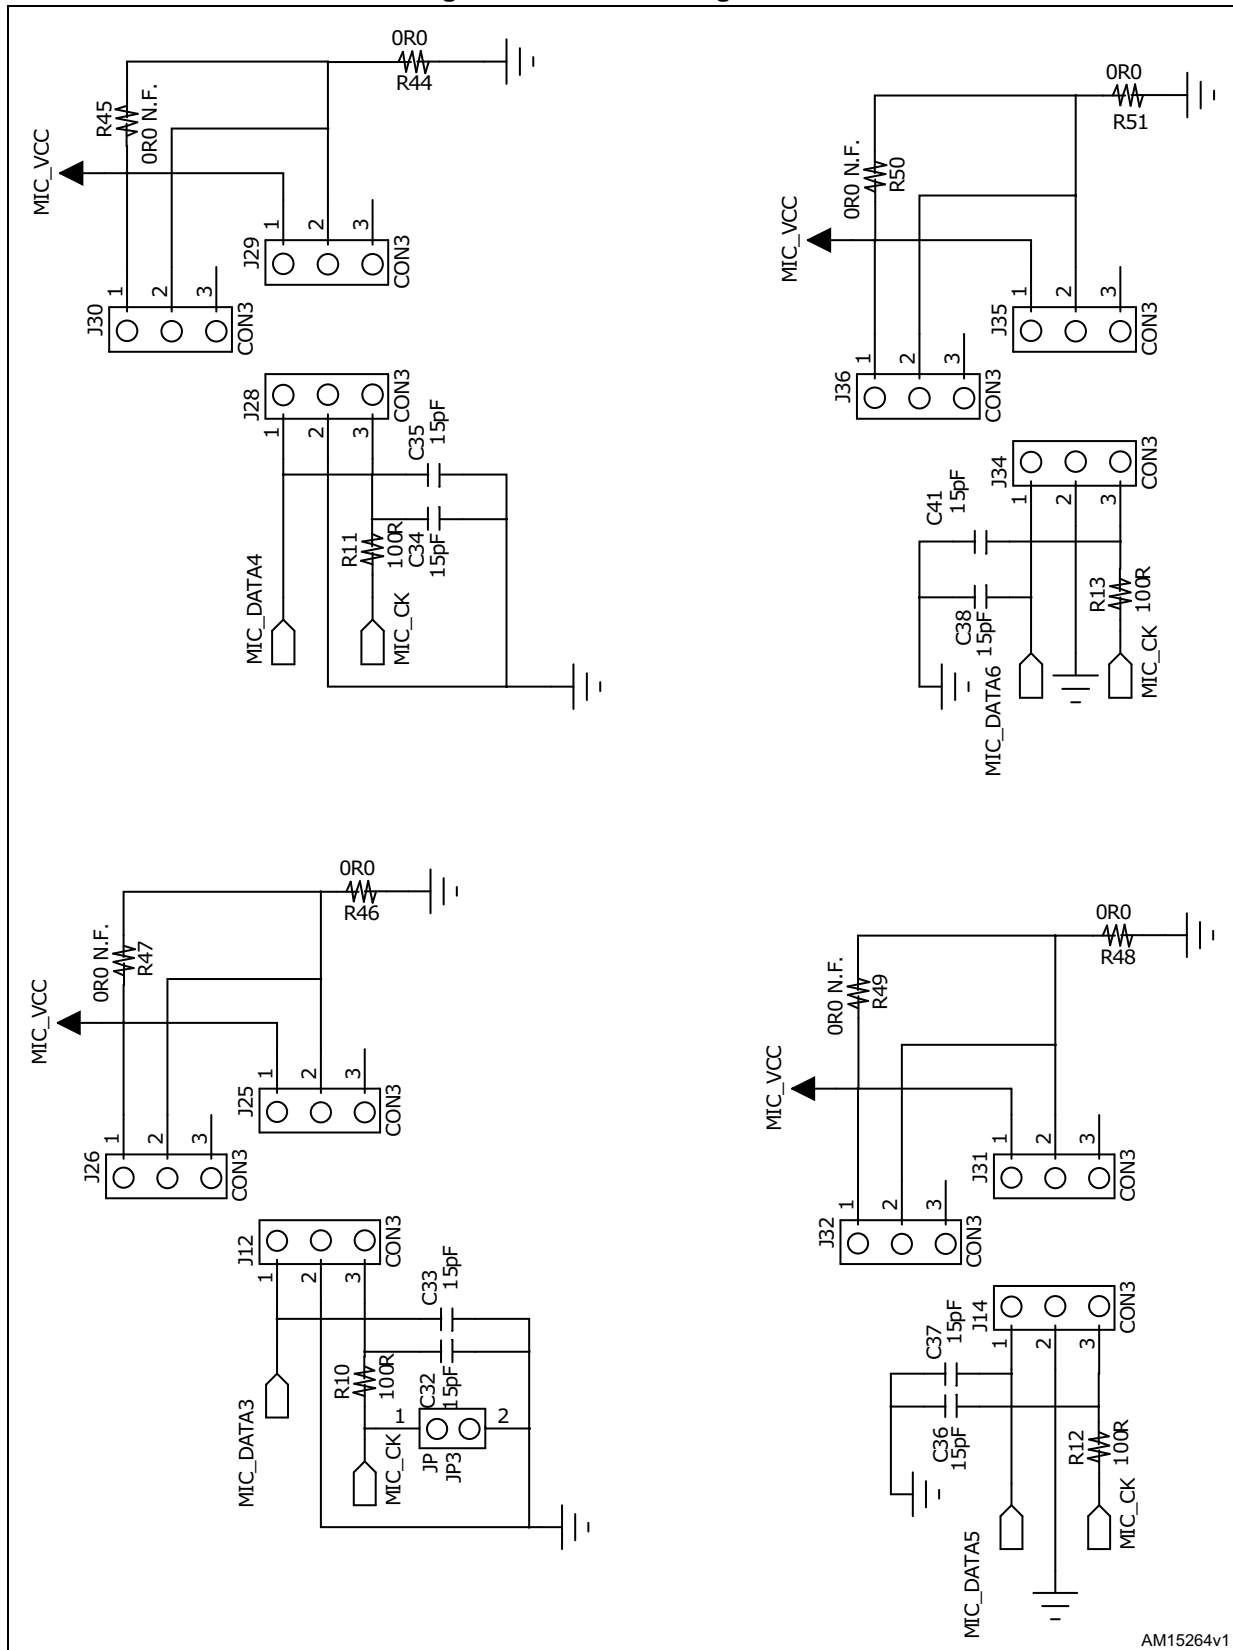 0R0
R44
R45
0R0 N.F.
MIC_VCC
1
2
3
J29
CON3
1
2
3
J30
CON3
J28
CON3
1
2
3
C35
15pF
R11
100R
C34
15pF
MIC_DATA4
MIC_CK
0R0
R51
0R0 N.F.
R50
MIC_VCC
1
2
3
J35
CON3
1
2
3
J36
CON3
J34
CON3
1
2
3
C41
15pF
C38
15pF
R13
100R
MIC_DATA6
MIC_CK
0R0
R46
0R0 N.F.
R47
MIC_VCC
1
2
3
J25
CON3
1
2
3
J26
CON3
J12
CON3
1
2
3
C33
15pF
R10
100R
C32
15pF
1
2
JP
JP3
MIC_DATA3
MIC_CK
0R0
R48
0R0 N.F.
R49
MIC_VCC
1
2
3
J31
CON3
1
2
3
J32
CON3
J14
CON3
1
2
3
C37
15pF
C36
15pF
R12
100R
MIC_DATA5
MIC_CK
AM15264v1